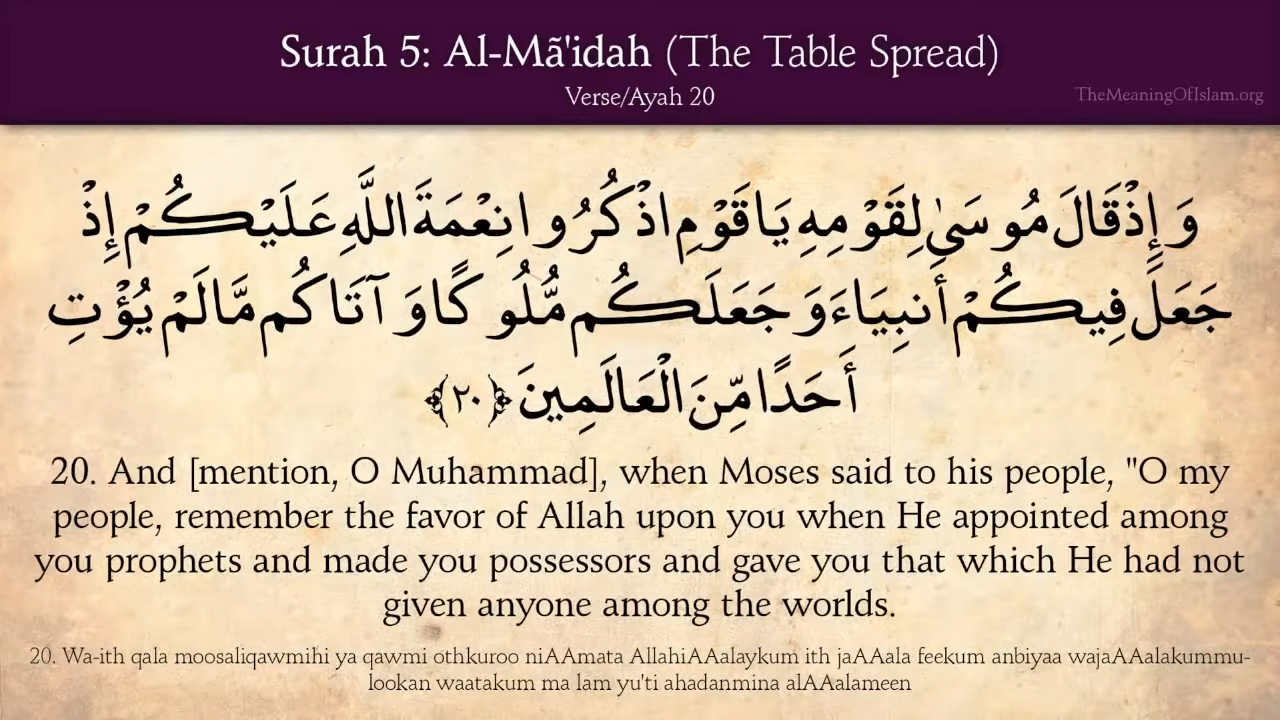 Surah 5: Al-Mã'idah (The Table Spread)
Verse/Ayah 20
TheMeaningOfIslam.org
وَإِذْ قَالَ مُوسَىٰ لِقَوْمِهِ يَا قَوْمِ اذْكُرُوا نِعْمَةَ اللَّهِ عَلَيْكُمْ إِذْ
جَعَلَ فِيكُمْ أَنبِيَاءَ وَجَعَلَكُم مُّلُوكًا وَآتَاكُم مَّا لَمْ يُؤْتِ
أَحَدًا مِّنَ الْعَالَمِينَ ﴿٢٠﴾
20. And [mention, O Muhammad], when Moses said to his people, "O my
people, remember the favor of Allah upon you when He appointed among
you prophets and made you possessors and gave you that which He had not
given anyone among the worlds.
20. Wa-ith qala moosaliqawmihi ya qawmi othkuroo niAAmata AllahiAAalaykum ith jaAAala feekum anbiyaa wajaAAalakummu-
lookan waatakum ma lam yu'ti ahadanmina alAAalameen